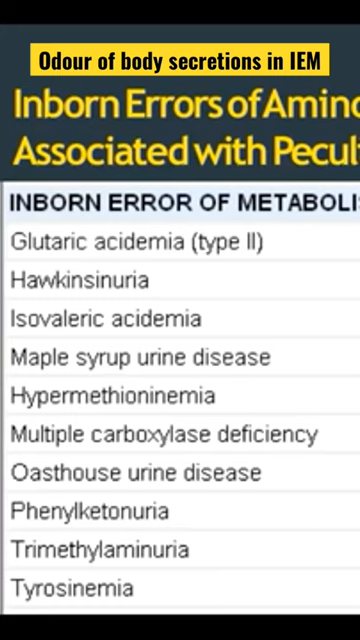 Odour of body secretions in IEM
Inborn Errors of Amino
Associated with Pecul
INBORN ERROR OF METABOLI
Glutaric acidemia (type II)
Hawkinsinuria
Isovaleric acidemia
Maple syrup urine disease
Hypermethioninemia
Multiple carboxylase deficiency
Oasthouse urine disease
Phenylketonuria
Trimethylaminuria
Tyrosinemia